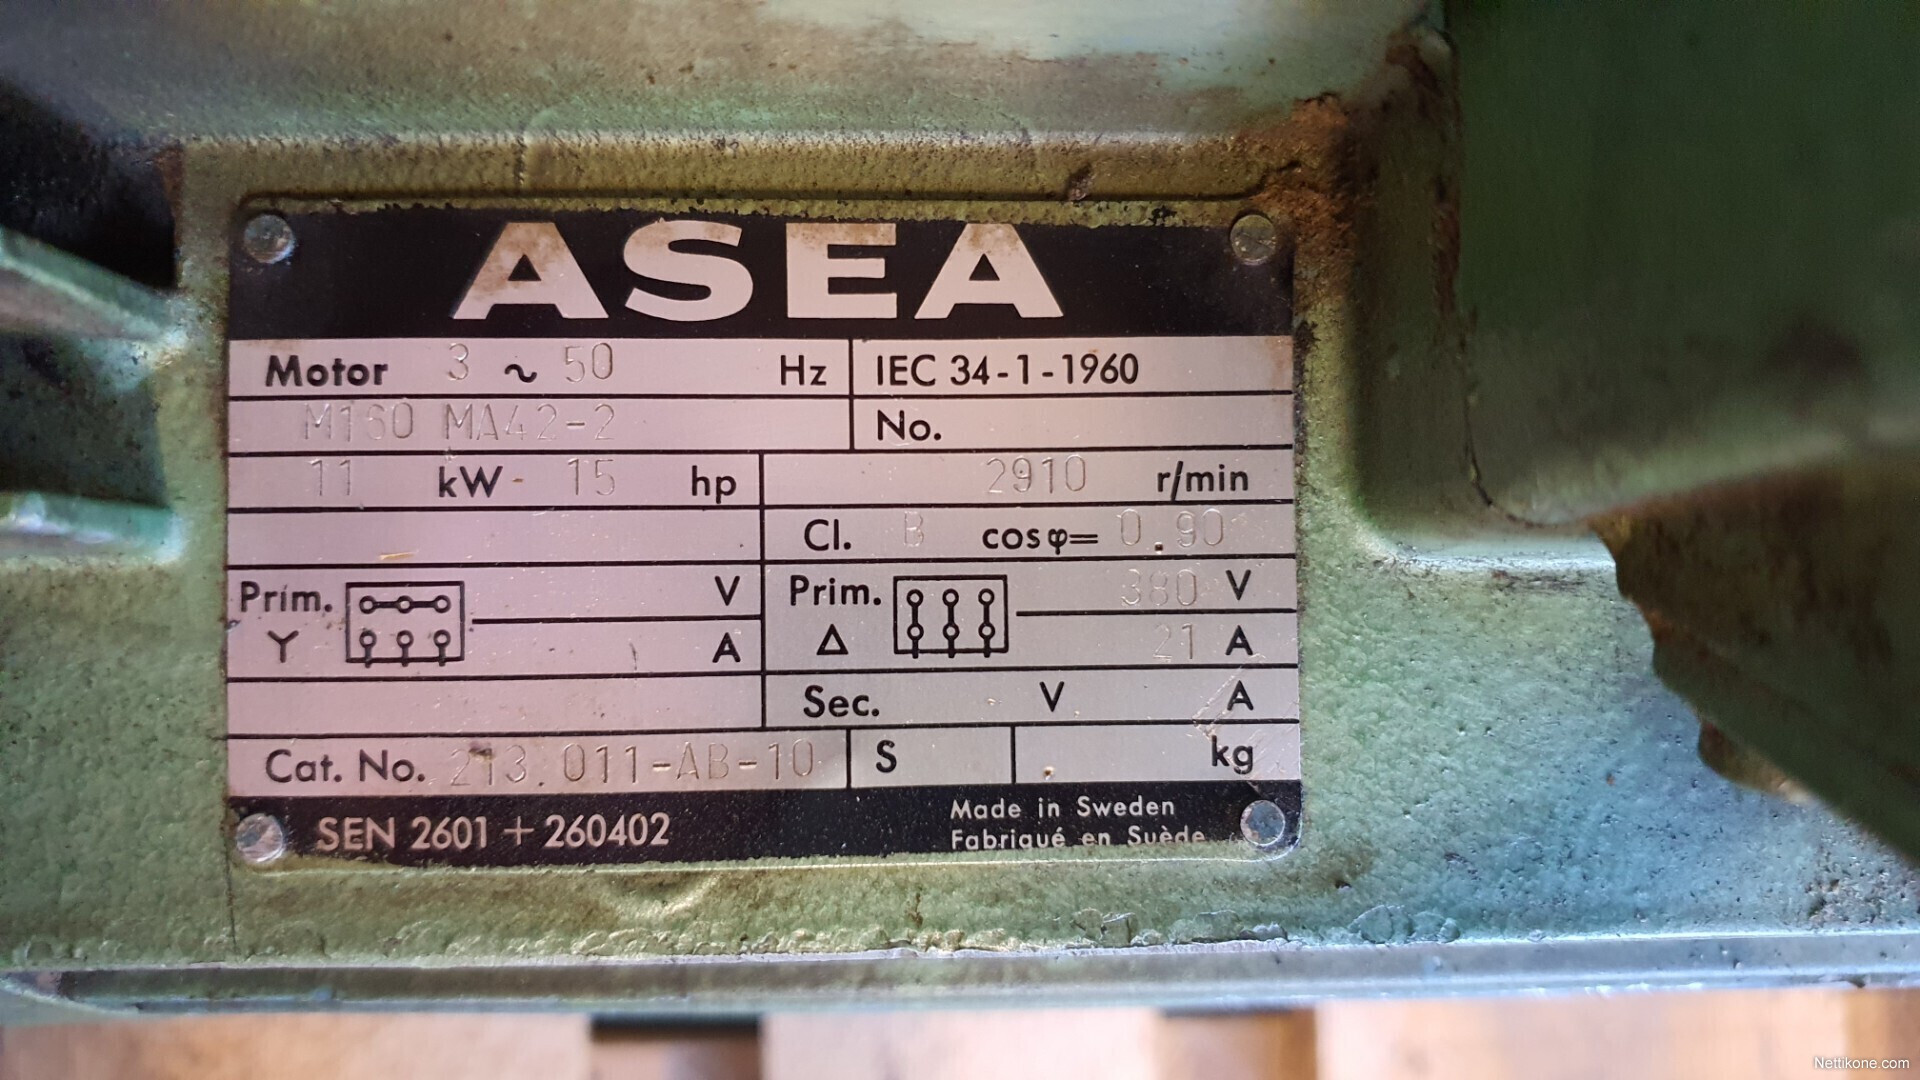 ASEA
Motor 3 ~ 50 Hz IEC 34-1-1960
M160 MA42-2 No.
11 kW - 15 hp 2910 r/min
Cl. B cosφ= 0.90
Prim. V Prim. 380 V
Y A Δ 21 A
Sec. V A
Cat. No. 213.011-AB-10 S kg
SEN 2601 + 260402
Made in Sweden
Fabriqué en Suède
Nettikone.com